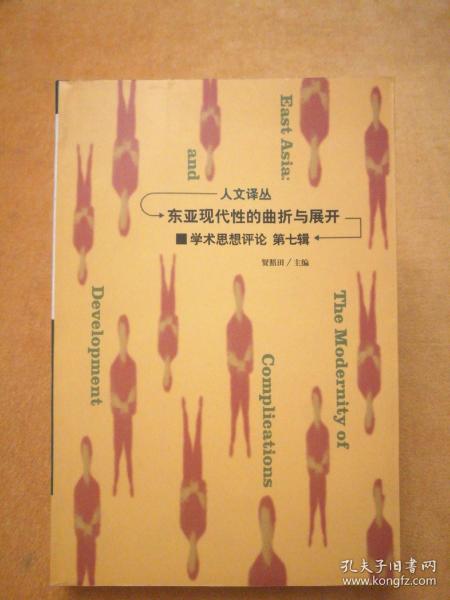 人文译丛
东亚现代性的曲折与展开
■学术思想评论 第七辑
贺照田/主编
East Asia:
The Modernity of
Complications
and
Development
孔夫子旧书网
www.kongfz.com